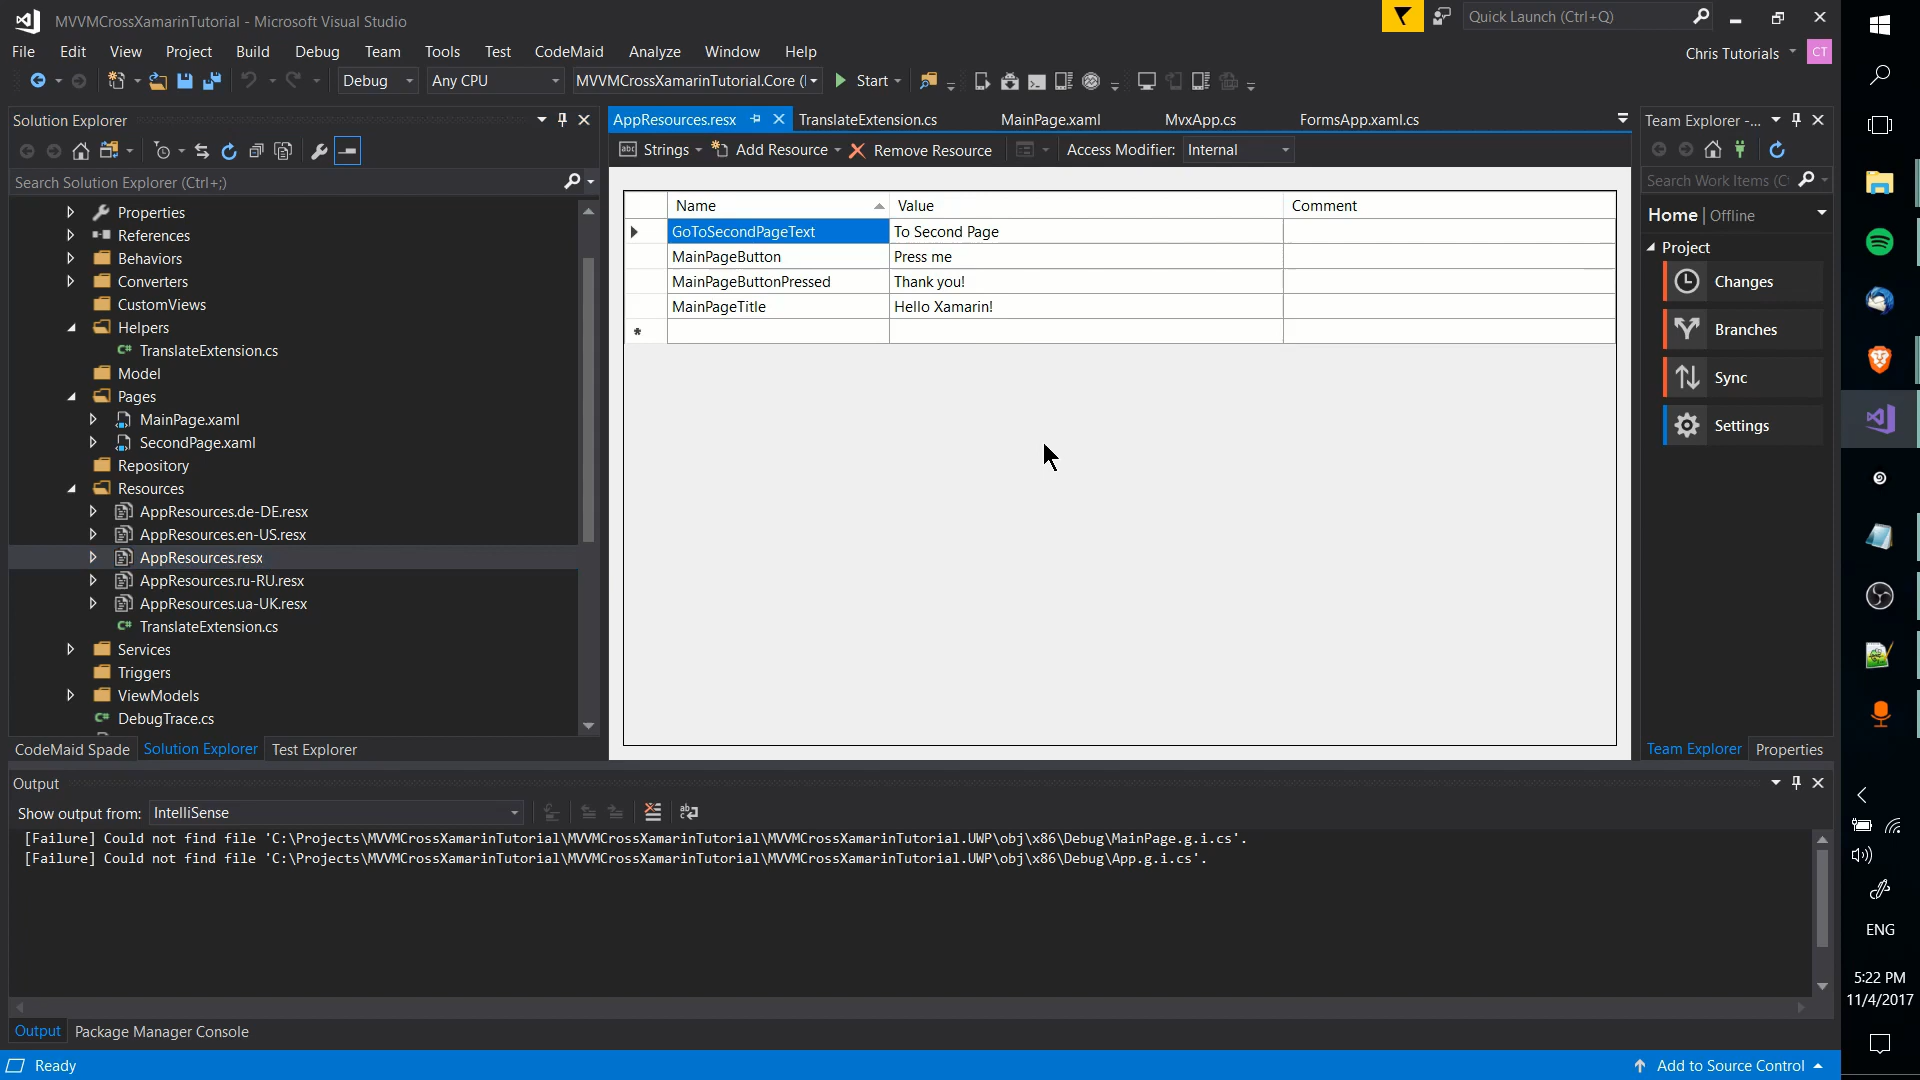 MVVMCrossXamarinTutorial - Microsoft Visual Studio
Quick Launch (Ctrl+Q)
File Edit View Project Build Debug Team Tools Test CodeMaid Analyze Window Help
Chris Tutorials CT
Debug Any CPU MVVMCrossXamarinTutorial.Core ( Start
Solution Explorer
Search Solution Explorer (Ctrl+;)
Properties
References
Behaviors
Converters
CustomViews
Helpers
C# TranslateExtension.cs
Model
Pages
MainPage.xaml
SecondPage.xaml
Repository
Resources
AppResources.de-DE.resx
AppResources.en-US.resx
AppResources.resx
AppResources.ru-RU.resx
AppResources.ua-UK.resx
C# TranslateExtension.cs
Services
Triggers
ViewModels
C# DebugTrace.cs
CodeMaid Spade Solution Explorer Test Explorer
AppResources.resx TranslateExtension.cs MainPage.xaml MvxApp.cs FormsApp.xaml.cs
abc Strings Add Resource Remove Resource Access Modifier: Internal
Name Value Comment
GoToSecondPageText To Second Page
MainPageButton Press me
MainPageButtonPressed Thank you!
MainPageTitle Hello Xamarin!
*
Team Explorer -...
Search Work Items (C
Home | Offline
Project
Changes
Branches
Sync
Settings
Team Explorer Properties
Output
Show output from: IntelliSense
[Failure] Could not find file 'C:\Projects\MVVMCrossXamarinTutorial\MVVMCrossXamarinTutorial\MVVMCrossXamarinTutorial.UWP\obj\x86\Debug\MainPage.g.i.cs'.
[Failure] Could not find file 'C:\Projects\MVVMCrossXamarinTutorial\MVVMCrossXamarinTutorial\MVVMCrossXamarinTutorial.UWP\obj\x86\Debug\App.g.i.cs'.
Output Package Manager Console
Ready
Add to Source Control
ENG
5:22 PM
11/4/2017